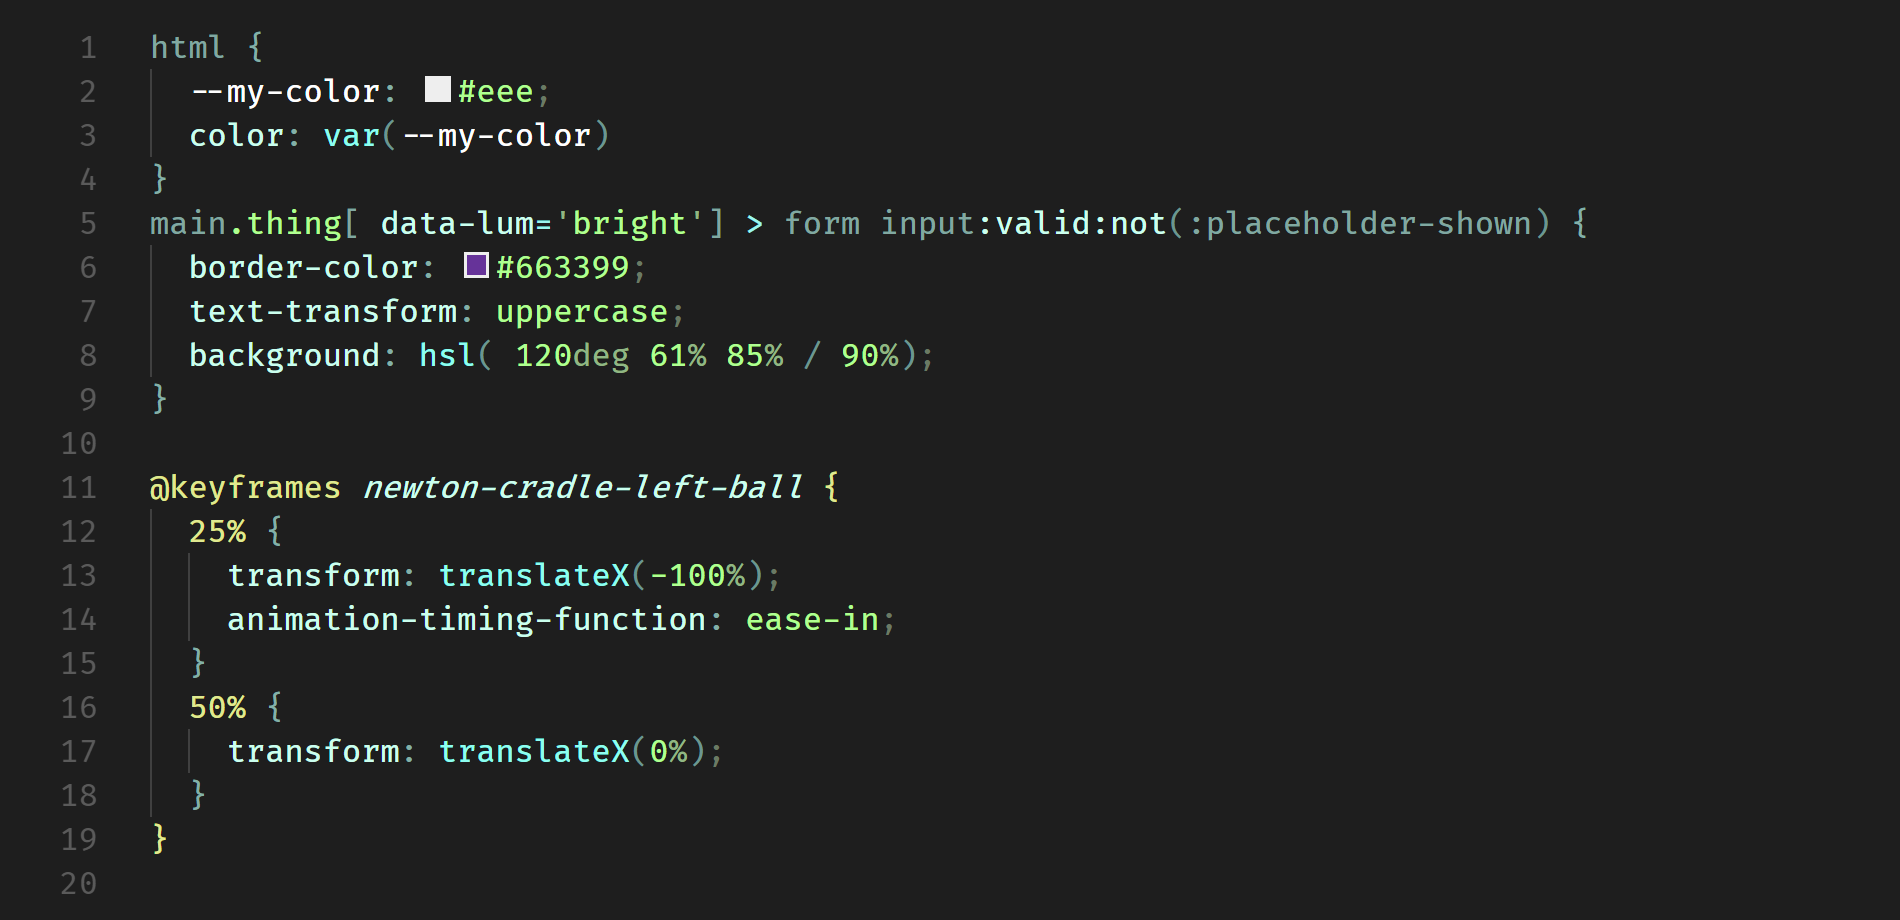 1 html {
2 --my-color: #eee;
3 color: var(--my-color)
4 }
5 main.thing[ data-lum='bright'] > form input:valid:not(:placeholder-shown) {
6 border-color: #663399;
7 text-transform: uppercase;
8 background: hsl( 120deg 61% 85% / 90%);
9 }
10
11 @keyframes newton-cradle-left-ball {
12 25% {
13 transform: translateX(-100%);
14 animation-timing-function: ease-in;
15 }
16 50% {
17 transform: translateX(0%);
18 }
19 }
20